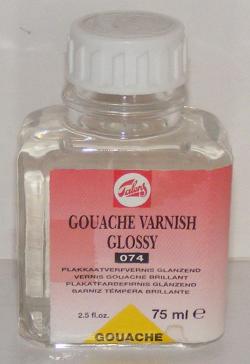 Talens
GOUACHE VARNISH
GLOSSY
074
PLAKKAATVERFVERNIS GLANZEND
VERNIS GOUACHE BRILLANT
PLAKATFARBEFIRNIS GLÄNZEND
BARNIZ TÉMPERA BRILLANTE
2.5 fl.oz. 75 ml e
GOUACHE